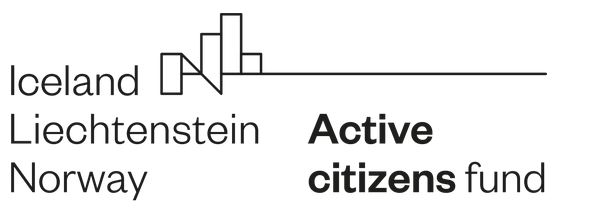 Iceland
Liechtenstein
Norway
Active
citizens fund